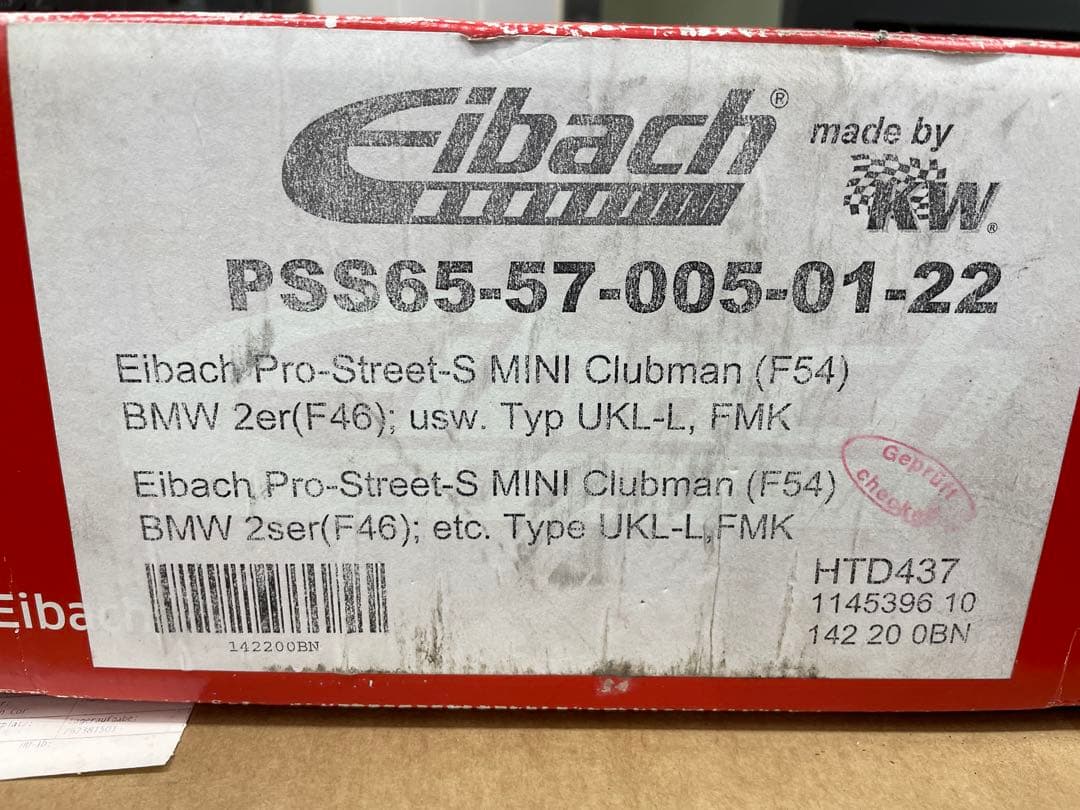 Eibach®
made by
KW®
PSS65-57-005-01-22
Eibach Pro-Street-S MINI Clubman (F54)
BMW 2er(F46); usw. Typ UKL-L, FMK
Eibach Pro-Street-S MINI Clubman (F54)
BMW 2ser(F46); etc. Type UKL-L,FMK
Geprüft
checked
HTD437
1145396 10
142 20 0BN
142200BN
Eibach